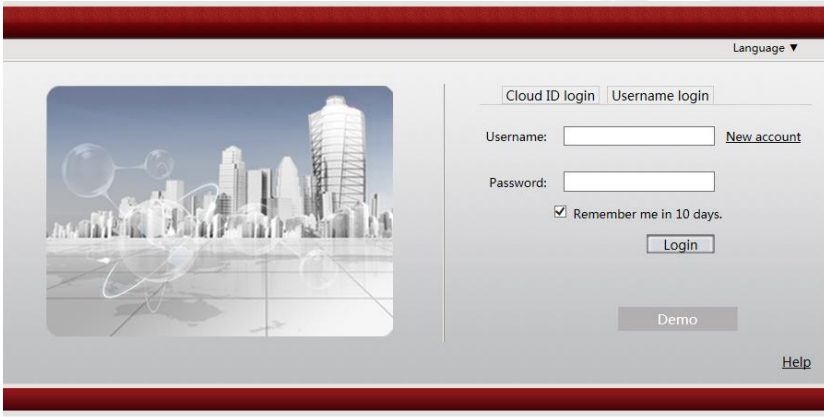 Language ▼
Cloud ID login Username login
Username: New account
Password:
Remember me in 10 days.
Login
Demo
Help